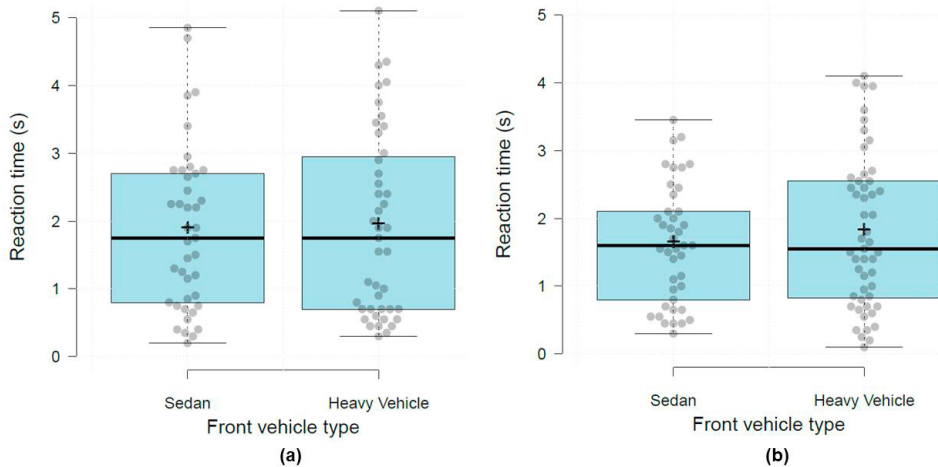 Reaction time (s)
5
4
3
2
1
0
Sedan
Heavy Vehicle
Front vehicle type
(a)
Reaction time (s)
5
4
3
2
1
0
Sedan
Heavy Vehicle
Front vehicle type
(b)